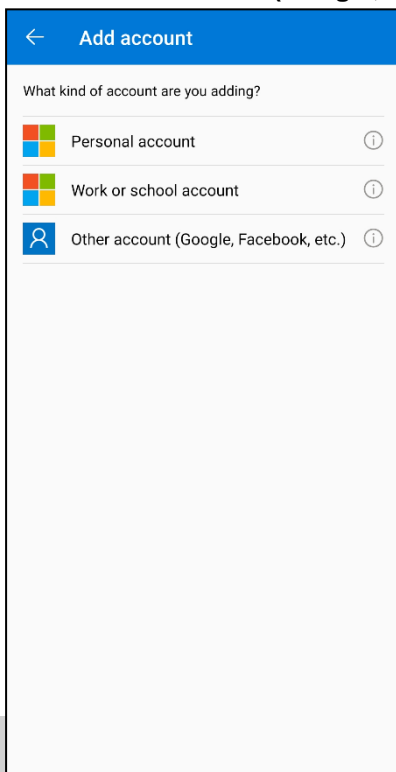 Add account
What kind of account are you adding?
Personal account
Work or school account
Other account (Google, Facebook, etc.)